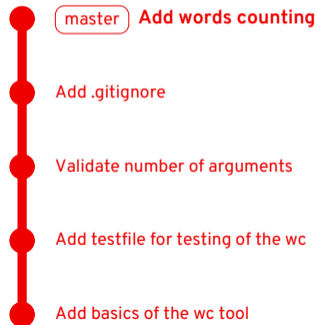 master Add words counting
Add .gitignore
Validate number of arguments
Add testfile for testing of the wc
Add basics of the wc tool